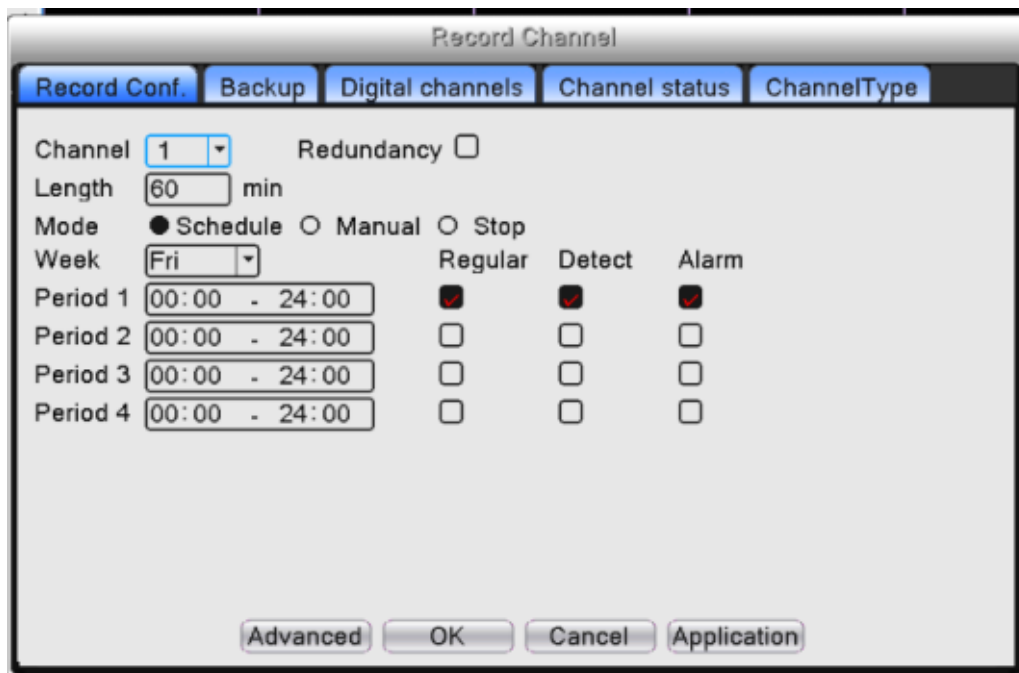 Record Channel
Record Conf. Backup Digital channels Channel status ChannelType
Channel 1 Redundancy
Length 60 min
Mode Schedule Manual Stop
Week Fri Regular Detect Alarm
Period 1 00:00 - 24:00
Period 2 00:00 - 24:00
Period 3 00:00 - 24:00
Period 4 00:00 - 24:00
Advanced OK Cancel Application